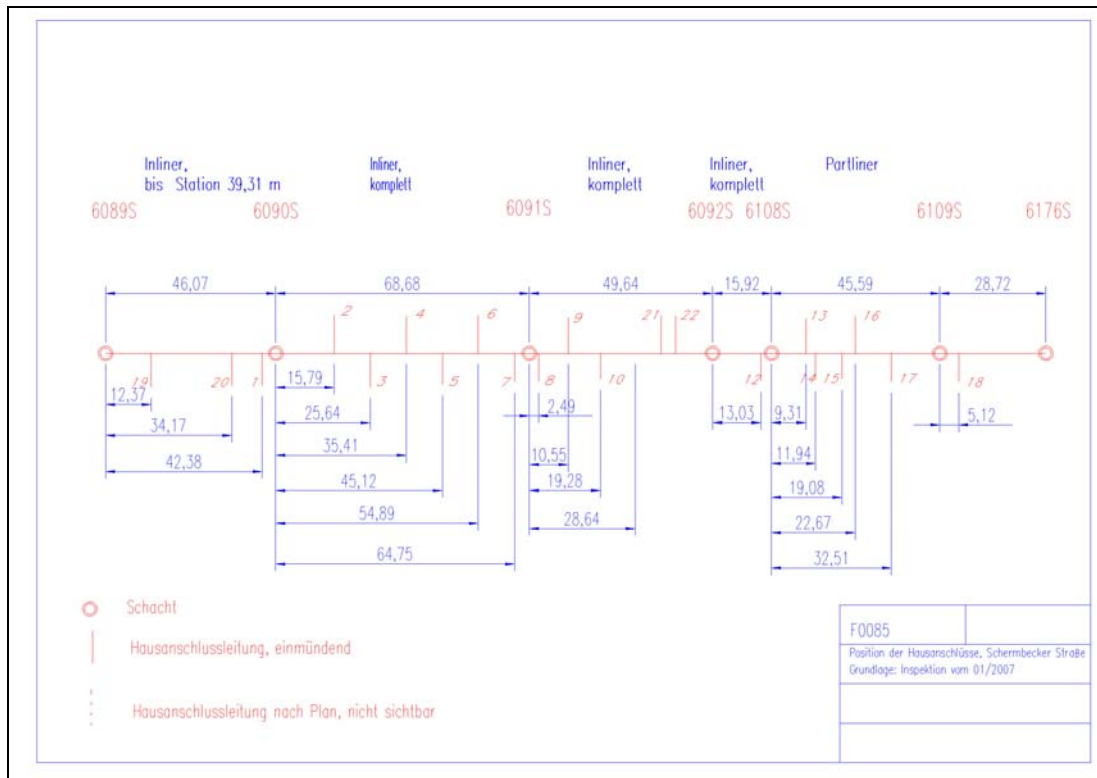 Inliner,
bis Station 39,31 m
Inliner,
komplett
Inliner,
komplett
Inliner,
komplett
Partliner
6089S 6090S 6091S 6092S 6108S 6109S 6176S
46,07 68,68 49,64 15,92 45,59 28,72
2 4 6 9 21 22 13 16
19 20 1 3 5 7 8 10 12 14 15 17 18
12,37 15,79 2,49 13,03 9,31 5,12
34,17 25,64 10,55 11,94
42,38 35,41 19,28 19,08
45,12 28,64 22,67
54,89 32,51
64,75
Schacht
Hausanschlussleitung, einmündend
Hausanschlussleitung nach Plan, nicht sichtbar
F0085
Position der Hausanschlüsse, Schermbecker Straße
Grundlage: Inspektion vom 01/2007